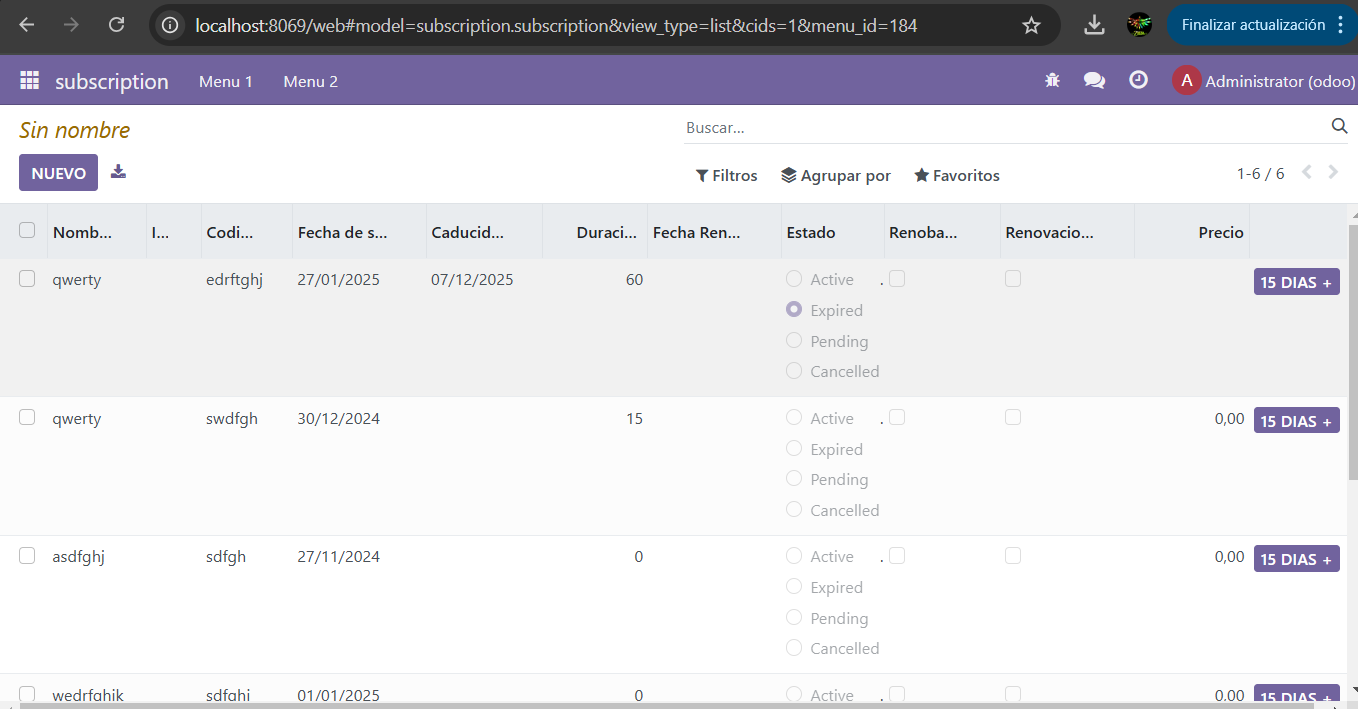 localhost:8069/web#model=subscription.subscription&view_type=list&cids=1&menu_id=184 Finalizar actualización
subscription Menu 1 Menu 2 A Administrator (odoo)
Sin nombre Buscar...
NUEVO Filtros Agrupar por Favoritos 1-6 / 6
Nomb... I... Codi... Fecha de s... Caducid... Duraci... Fecha Ren... Estado Renoba... Renovacio... Precio
qwerty edrftghj 27/01/2025 07/12/2025 60 Active . 15 DIAS +
Expired
Pending
Cancelled
qwerty swdfgh 30/12/2024 15 Active . 0,00 15 DIAS +
Expired
Pending
Cancelled
asdfghj sdfgh 27/11/2024 0 Active . 0,00 15 DIAS +
Expired
Pending
Cancelled
wedrfghjk sdfghj 01/01/2025 0 Active . 0,00 15 DIAS +